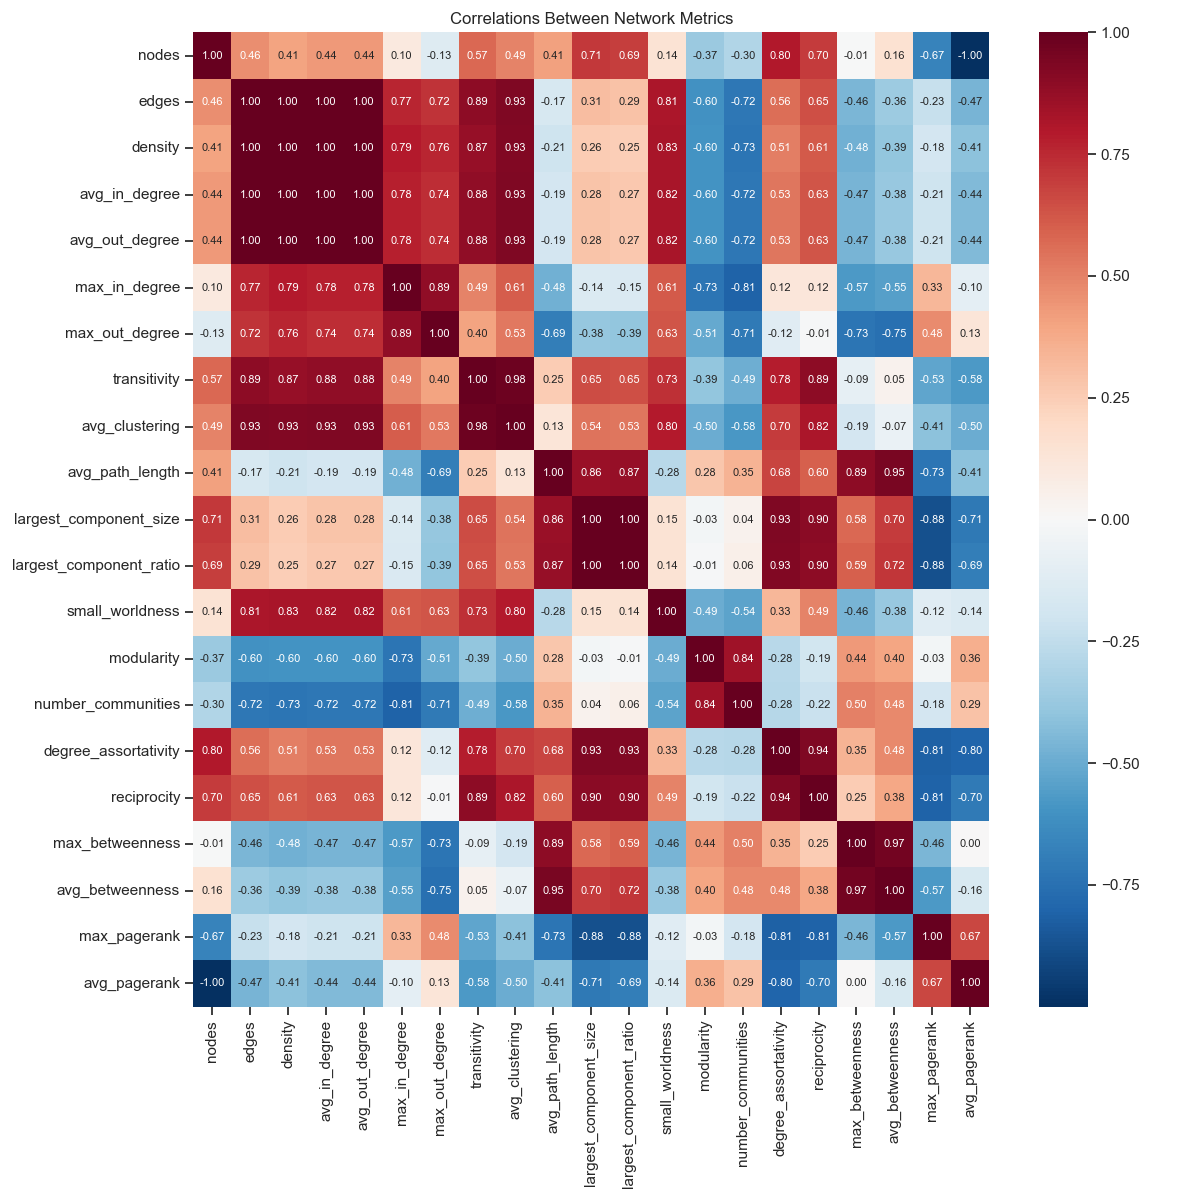 Correlations Between Network Metrics
nodes 1.00 0.46 0.41 0.44 0.44 0.10 -0.13 0.57 0.49 0.41 0.71 0.69 0.14 -0.37 -0.30 0.80 0.70 -0.01 0.16 -0.67 -1.00
edges 0.46 1.00 1.00 1.00 1.00 0.77 0.72 0.89 0.93 -0.17 0.31 0.29 0.81 -0.60 -0.72 0.56 0.65 -0.46 -0.36 -0.23 -0.47
density 0.41 1.00 1.00 1.00 1.00 0.79 0.76 0.87 0.93 -0.21 0.26 0.25 0.83 -0.60 -0.73 0.51 0.61 -0.48 -0.39 -0.18 -0.41
avg_in_degree 0.44 1.00 1.00 1.00 1.00 0.78 0.74 0.88 0.93 -0.19 0.28 0.27 0.82 -0.60 -0.72 0.53 0.63 -0.47 -0.38 -0.21 -0.44
avg_out_degree 0.44 1.00 1.00 1.00 1.00 0.78 0.74 0.88 0.93 -0.19 0.28 0.27 0.82 -0.60 -0.72 0.53 0.63 -0.47 -0.38 -0.21 -0.44
max_in_degree 0.10 0.77 0.79 0.78 0.78 1.00 0.89 0.49 0.61 -0.48 -0.14 -0.15 0.61 -0.73 -0.81 0.12 0.12 -0.57 -0.55 0.33 -0.10
max_out_degree -0.13 0.72 0.76 0.74 0.74 0.89 1.00 0.40 0.53 -0.69 -0.38 -0.39 0.63 -0.51 -0.71 -0.12 -0.01 -0.73 -0.75 0.48 0.13
transitivity 0.57 0.89 0.87 0.88 0.88 0.49 0.40 1.00 0.98 0.25 0.65 0.65 0.73 -0.39 -0.49 0.78 0.89 -0.09 0.05 -0.53 -0.58
avg_clustering 0.49 0.93 0.93 0.93 0.93 0.61 0.53 0.98 1.00 0.13 0.54 0.53 0.80 -0.50 -0.58 0.70 0.82 -0.19 -0.07 -0.41 -0.50
avg_path_length 0.41 -0.17 -0.21 -0.19 -0.19 -0.48 -0.69 0.25 0.13 1.00 0.86 0.87 -0.28 0.28 0.35 0.68 0.60 0.89 0.95 -0.73 -0.41
largest_component_size 0.71 0.31 0.26 0.28 0.28 -0.14 -0.38 0.65 0.54 0.86 1.00 1.00 0.15 -0.03 0.04 0.93 0.90 0.58 0.70 -0.88 -0.71
largest_component_ratio 0.69 0.29 0.25 0.27 0.27 -0.15 -0.39 0.65 0.53 0.87 1.00 1.00 0.14 -0.01 0.06 0.93 0.90 0.59 0.72 -0.88 -0.69
small_worldness 0.14 0.81 0.83 0.82 0.82 0.61 0.63 0.73 0.80 -0.28 0.15 0.14 1.00 -0.49 -0.54 0.33 0.49 -0.46 -0.38 -0.12 -0.14
modularity -0.37 -0.60 -0.60 -0.60 -0.60 -0.73 -0.51 -0.39 -0.50 0.28 -0.03 -0.01 -0.49 1.00 0.84 -0.28 -0.19 0.44 0.40 -0.03 0.36
number_communities -0.30 -0.72 -0.73 -0.72 -0.72 -0.81 -0.71 -0.49 -0.58 0.35 0.04 0.06 -0.54 0.84 1.00 -0.28 -0.22 0.50 0.48 -0.18 0.29
degree_assortativity 0.80 0.56 0.51 0.53 0.53 0.12 -0.12 0.78 0.70 0.68 0.93 0.93 0.33 -0.28 -0.28 1.00 0.94 0.35 0.48 -0.81 -0.80
reciprocity 0.70 0.65 0.61 0.63 0.63 0.12 -0.01 0.89 0.82 0.60 0.90 0.90 0.49 -0.19 -0.22 0.94 1.00 0.25 0.38 -0.81 -0.70
max_betweenness -0.01 -0.46 -0.48 -0.47 -0.47 -0.57 -0.73 -0.09 -0.19 0.89 0.58 0.59 -0.46 0.44 0.50 0.35 0.25 1.00 0.97 -0.46 0.00
avg_betweenness 0.16 -0.36 -0.39 -0.38 -0.38 -0.55 -0.75 0.05 -0.07 0.95 0.70 0.72 -0.38 0.40 0.48 0.48 0.38 0.97 1.00 -0.57 -0.16
max_pagerank -0.67 -0.23 -0.18 -0.21 -0.21 0.33 0.48 -0.53 -0.41 -0.73 -0.88 -0.88 -0.12 -0.03 -0.18 -0.81 -0.81 -0.46 -0.57 1.00 0.67
avg_pagerank -1.00 -0.47 -0.41 -0.44 -0.44 -0.10 0.13 -0.58 -0.50 -0.41 -0.71 -0.69 -0.14 0.36 0.29 -0.80 -0.70 0.00 -0.16 0.67 1.00
nodes
edges
density
avg_in_degree
avg_out_degree
max_in_degree
max_out_degree
transitivity
avg_clustering
avg_path_length
largest_component_size
largest_component_ratio
small_worldness
modularity
number_communities
degree_assortativity
reciprocity
max_betweenness
avg_betweenness
max_pagerank
avg_pagerank
1.00
0.75
0.50
0.25
0.00
−0.25
−0.50
−0.75